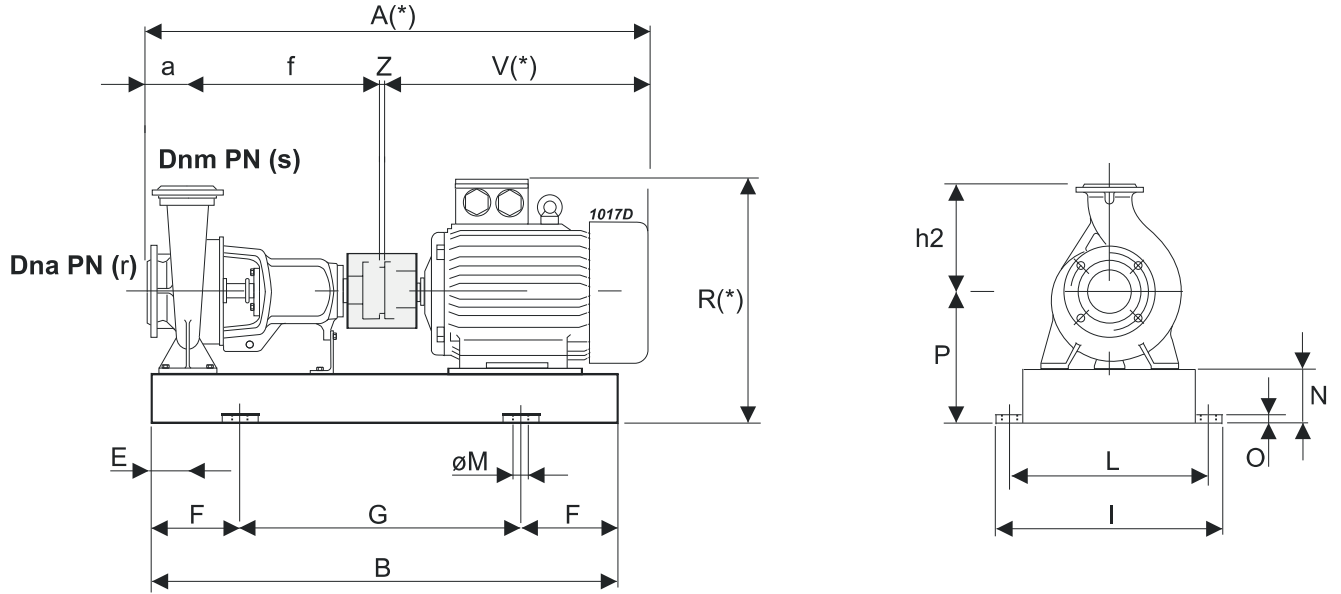 A(*)
a f Z V(*)
Dnm PN (s)
1017D
Dna PN (r)
R(*)
h2
P
N
O
E
øM
L
F G F
I
B